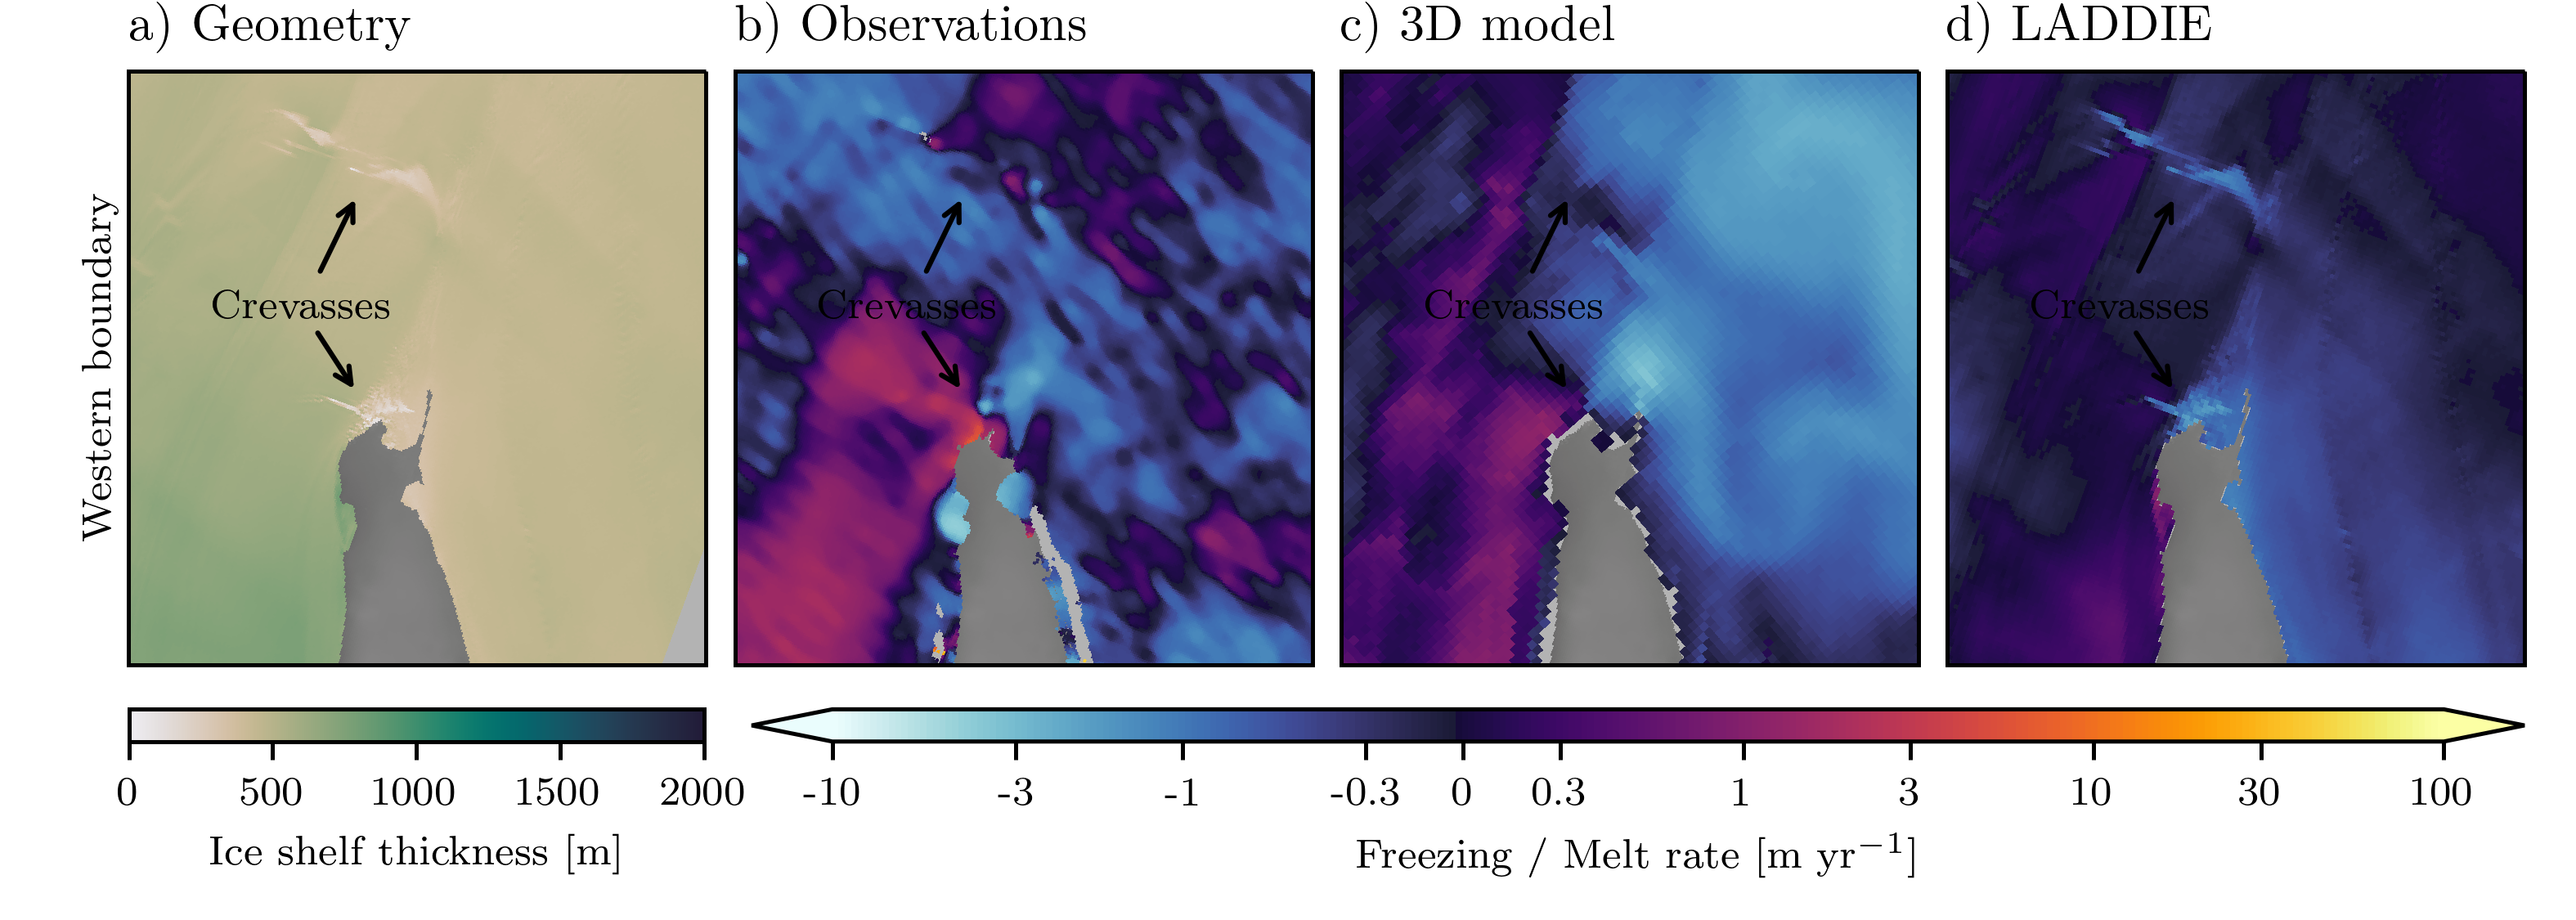 a) Geometry
b) Observations
c) 3D model
d) LADDIE
Western boundary
Crevasses
Crevasses
Crevasses
Crevasses
0 500 1000 1500 2000
-10 -3 -1 -0.3 0 0.3 1 3 10 30 100
Ice shelf thickness [m]
Freezing / Melt rate [m yr⁻¹]